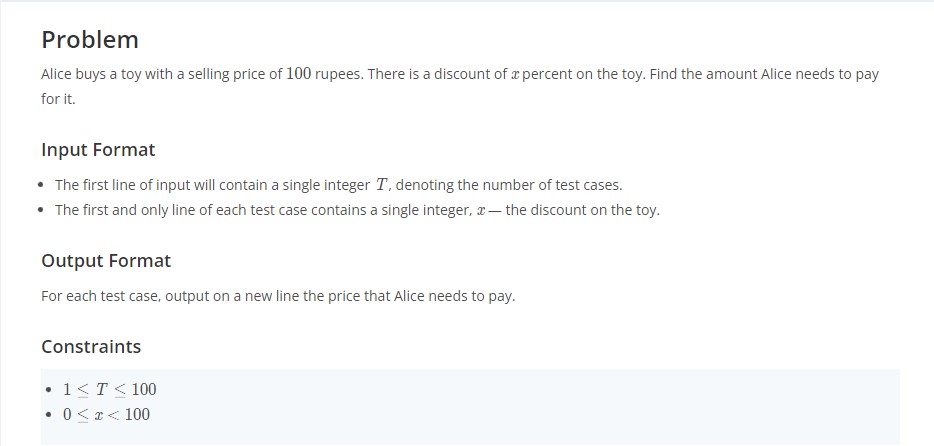 Problem
Alice buys a toy with a selling price of 100 rupees. There is a discount of x percent on the toy. Find the amount Alice needs to pay
for it.
Input Format
• The first line of input will contain a single integer T, denoting the number of test cases.
• The first and only line of each test case contains a single integer, x — the discount on the toy.
Output Format
For each test case, output on a new line the price that Alice needs to pay.
Constraints
• 1 ≤ T ≤ 100
• 0 ≤ x < 100